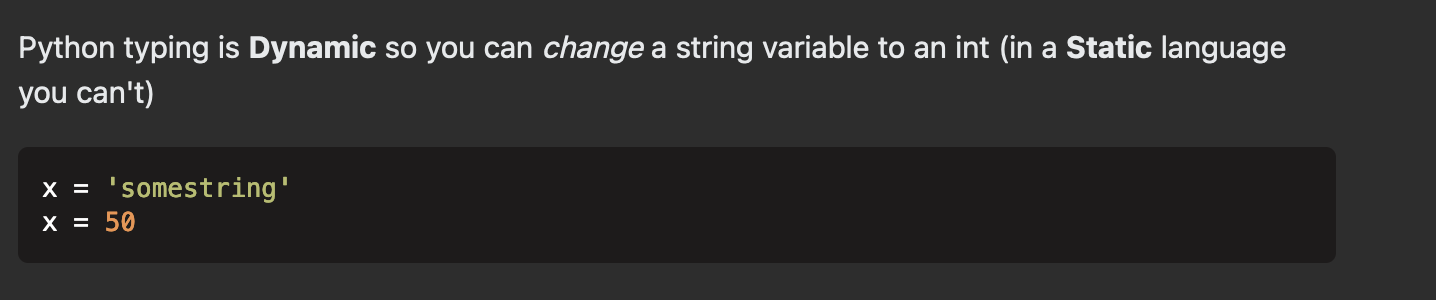 Python typing is Dynamic so you can change a string variable to an int (in a Static language
you can't)
x = 'somestring'
x = 50